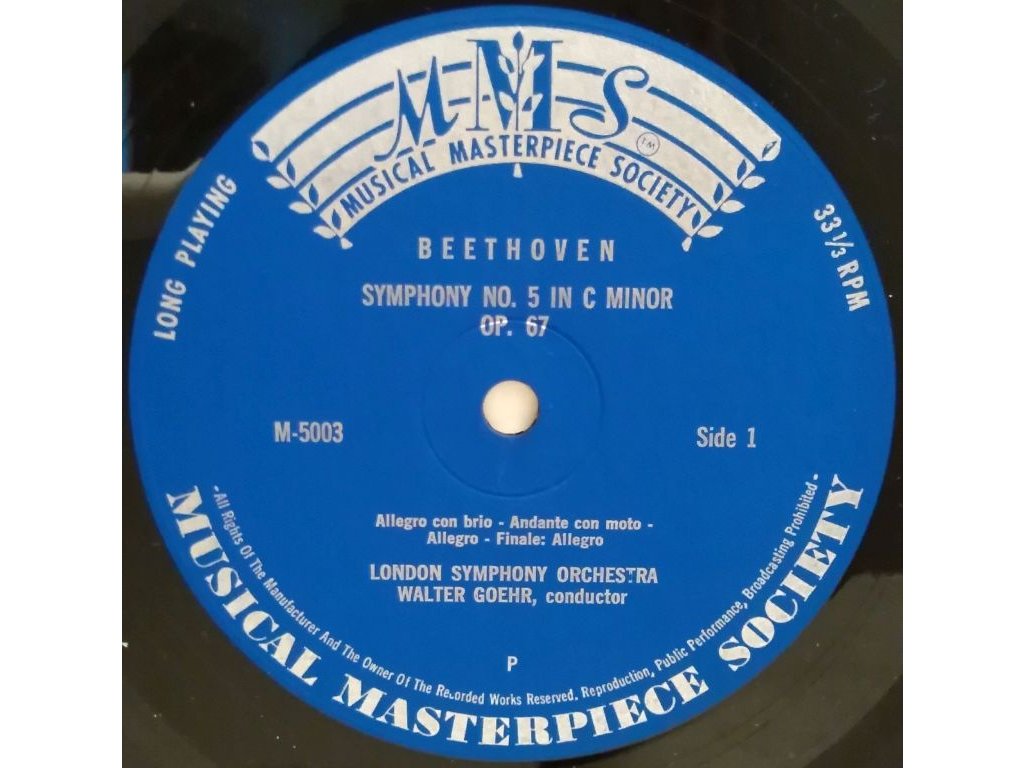 MMS
TM
MUSICAL MASTERPIECE SOCIETY
LONG PLAYING
33 1/3 RPM
BEETHOVEN
SYMPHONY NO. 5 IN C MINOR
OP. 67
M-5003
Side 1
Allegro con brio - Andante con moto -
Allegro - Finale: Allegro
LONDON SYMPHONY ORCHESTRA
WALTER GOEHR, conductor
P
- All Rights Of The Manufacturer And The Owner Of The Recorded Works Reserved. Reproduction, Public Performance, Broadcasting Prohibited -
MUSICAL MASTERPIECE SOCIETY